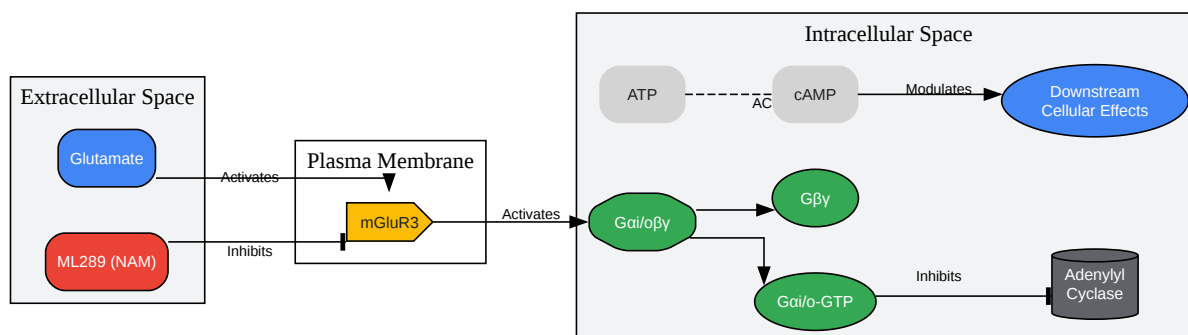 Extracellular Space
Glutamate
ML289 (NAM)
Activates
Inhibits
Plasma Membrane
mGluR3
Activates
Intracellular Space
ATP
AC
cAMP
Modulates
Downstream
Cellular Effects
Gαi/oβγ
Gβγ
Gαi/o-GTP
Inhibits
Adenylyl
Cyclase